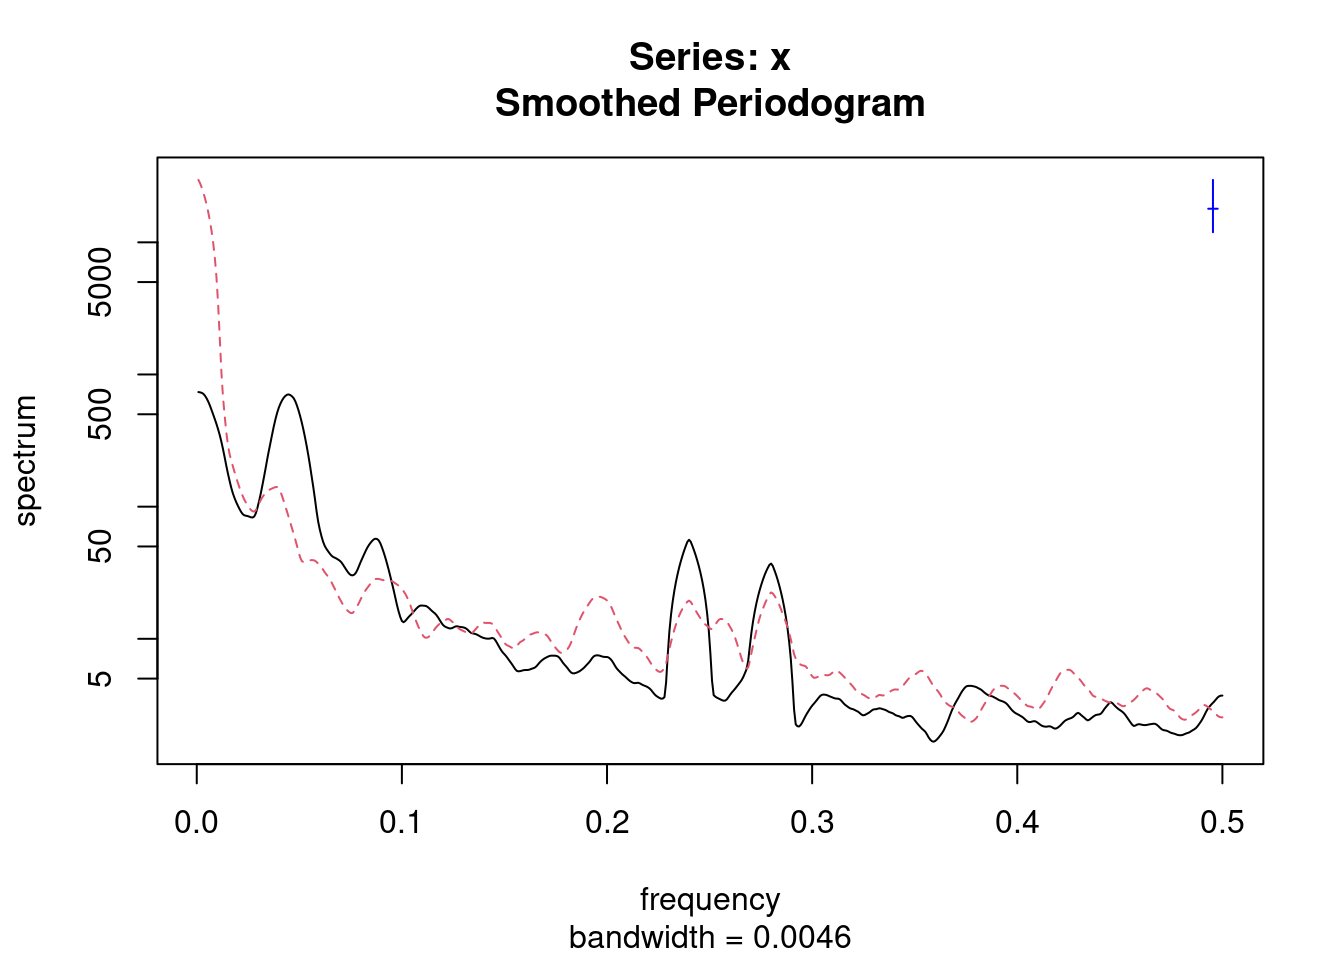 Series: x
Smoothed Periodogram
spectrum
5000
500
50
5
0.0 0.1 0.2 0.3 0.4 0.5
frequency
bandwidth = 0.0046